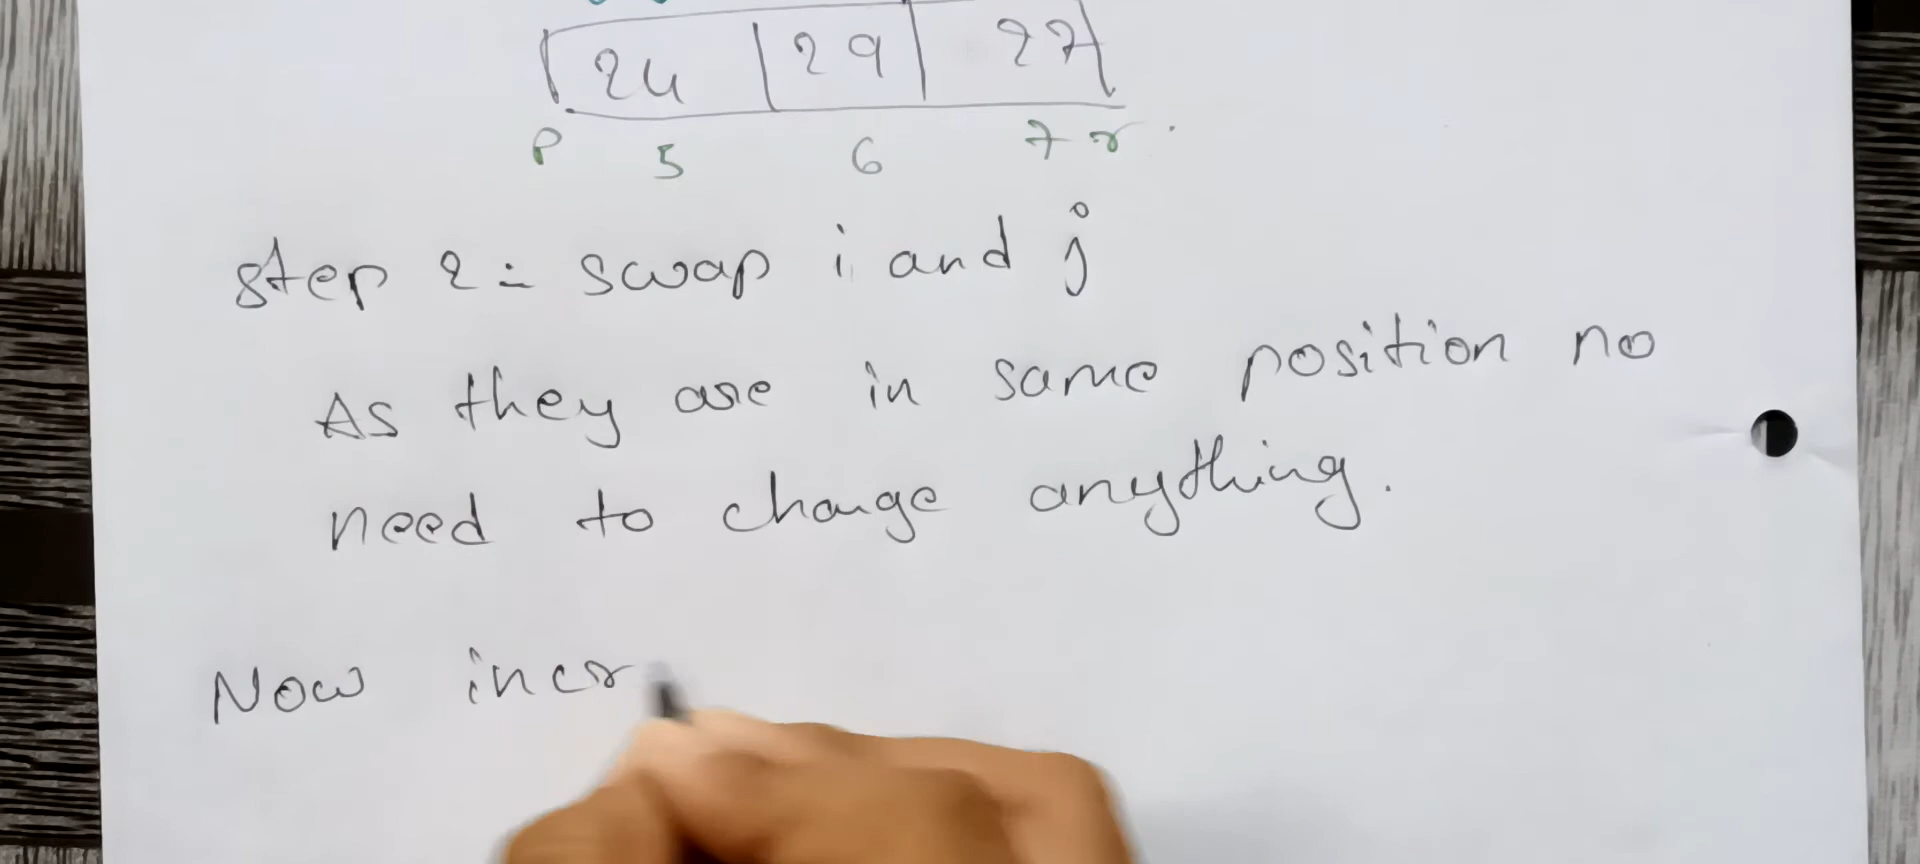 24 29 27
P 5 6 7 r
step 2 :- swap i and j
As they are in same position no
need to change anything.
Now incr